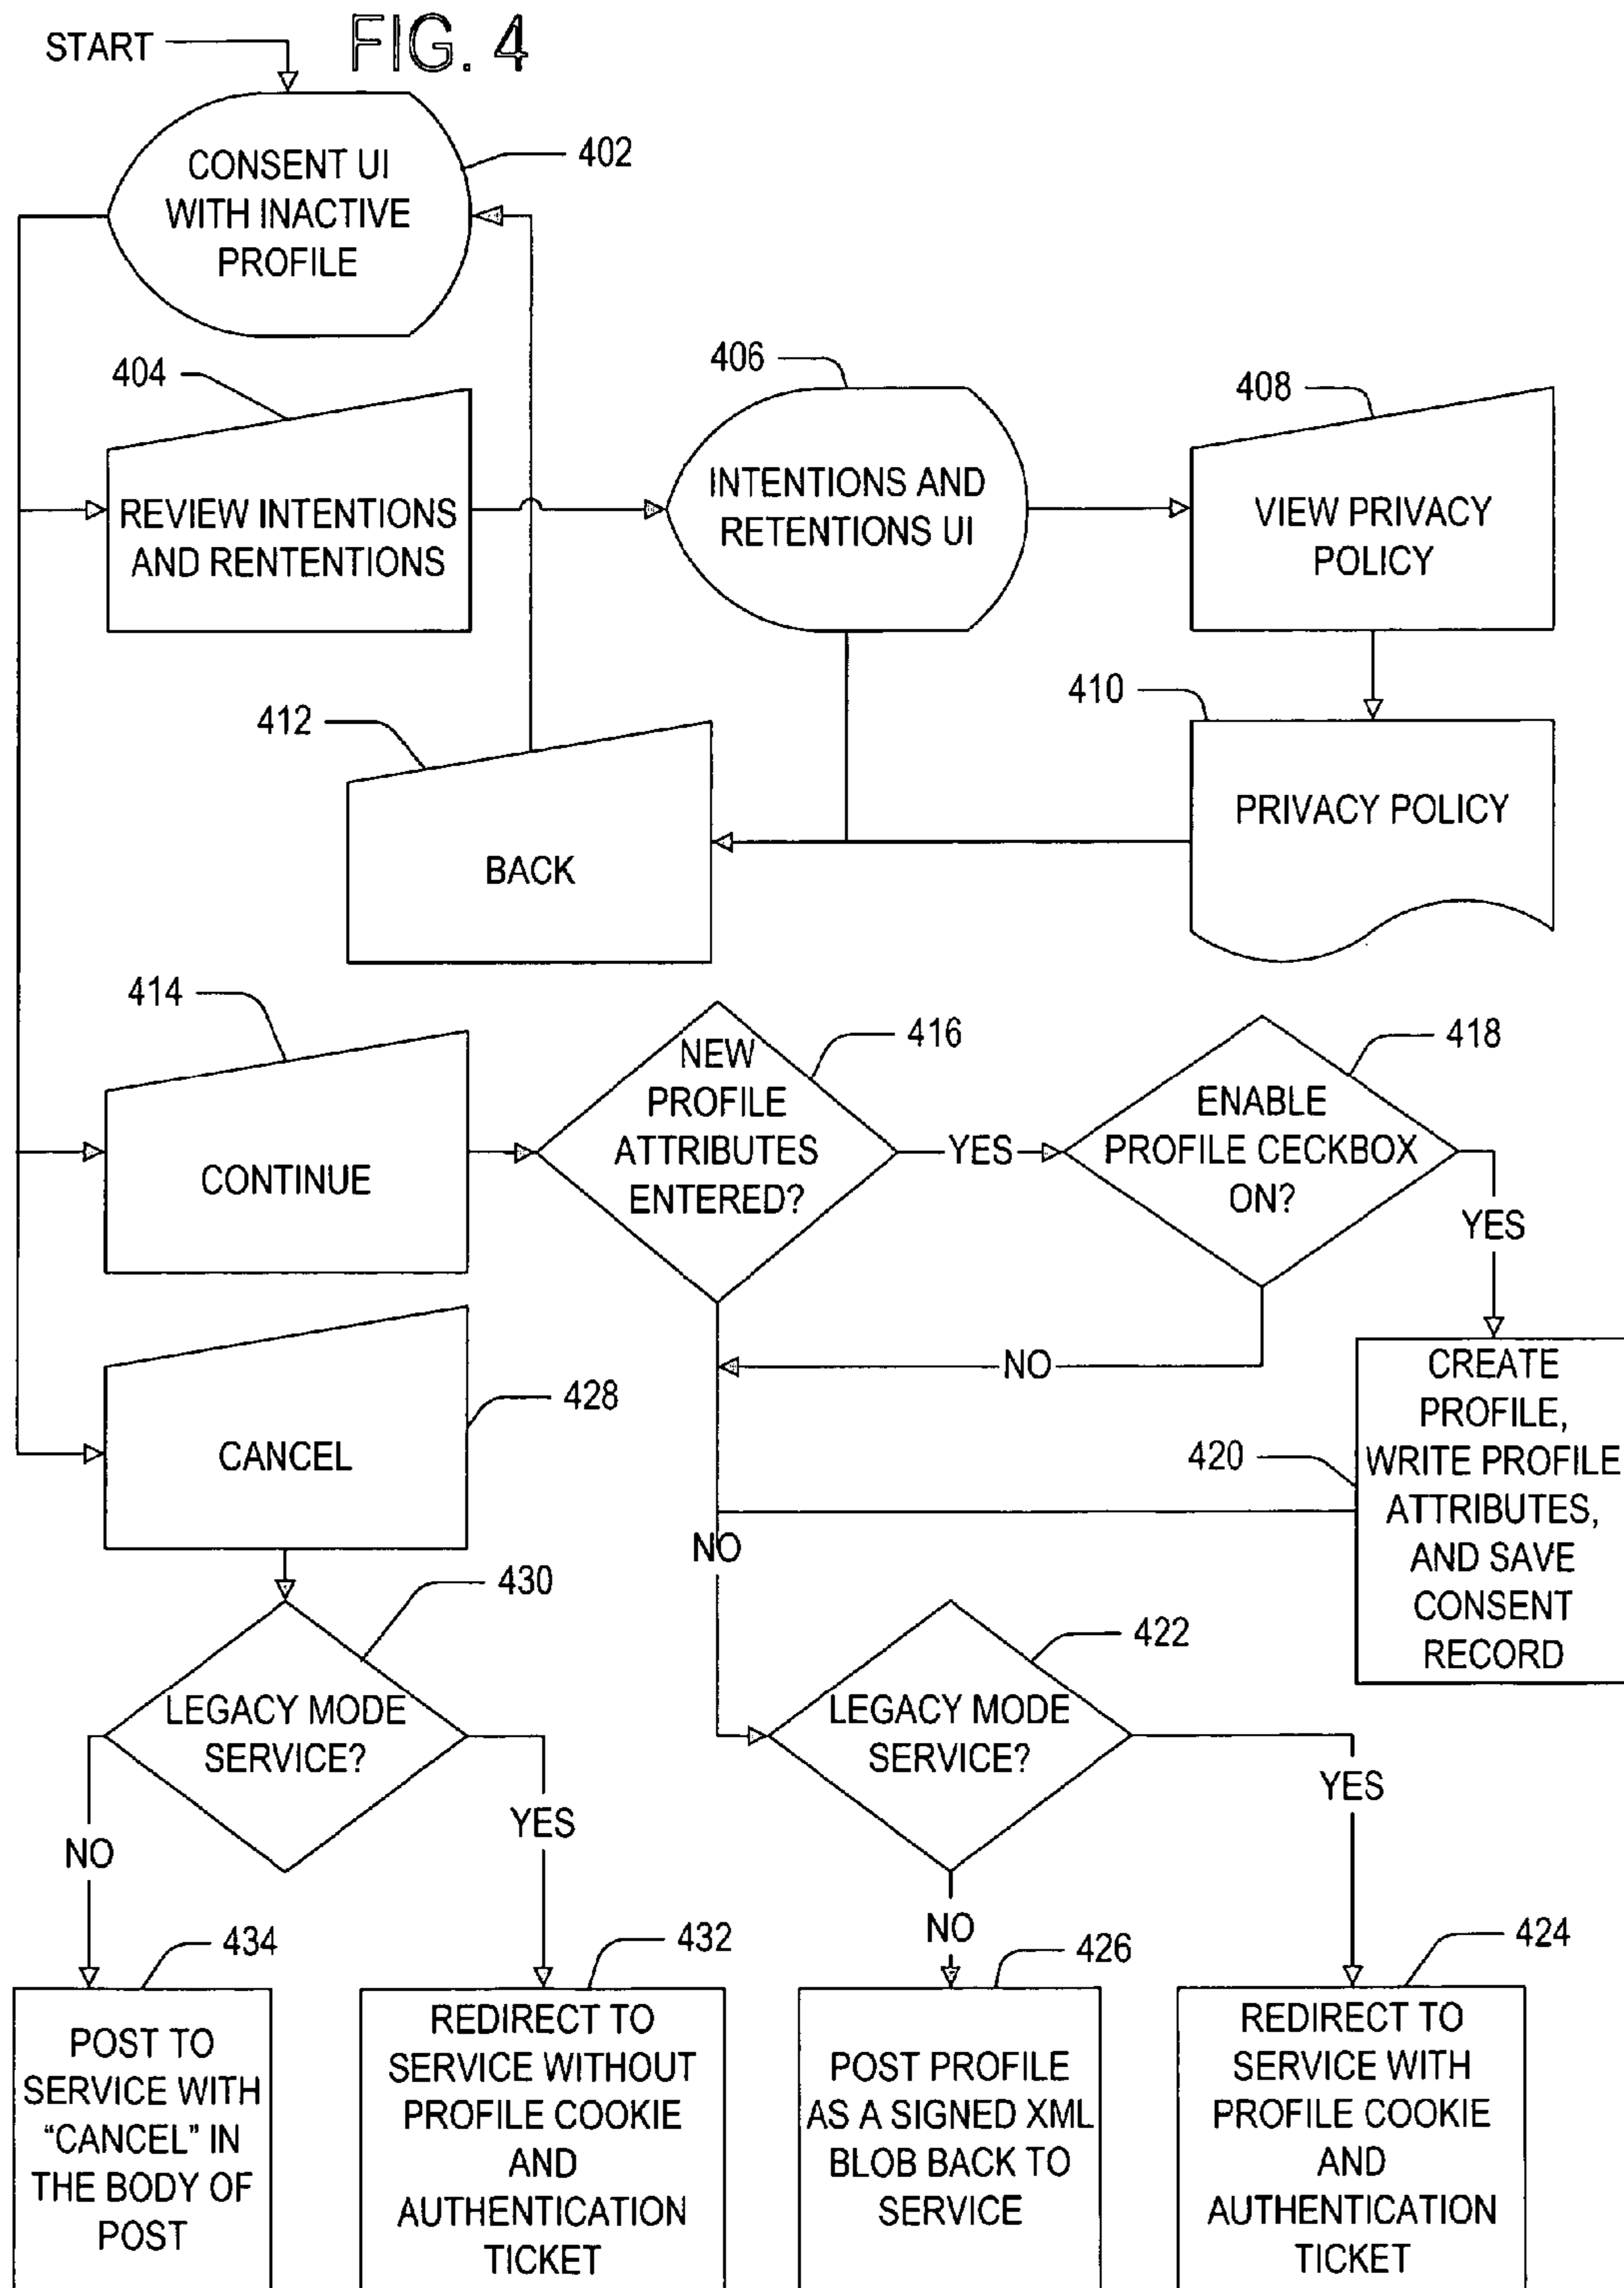 START
FIG. 4
CONSENT UI
WITH INACTIVE
PROFILE
402
404
REVIEW INTENTIONS
AND RENTENTIONS
406
INTENTIONS AND
RETENTIONS UI
408
VIEW PRIVACY
POLICY
410
PRIVACY POLICY
412
BACK
414
CONTINUE
416
NEW
PROFILE
ATTRIBUTES
ENTERED?
YES
418
ENABLE
PROFILE CECKBOX
ON?
YES
NO
420
CREATE
PROFILE,
WRITE PROFILE
ATTRIBUTES,
AND SAVE
CONSENT
RECORD
NO
428
CANCEL
430
LEGACY MODE
SERVICE?
NO
YES
422
LEGACY MODE
SERVICE?
YES
NO
434
POST TO
SERVICE WITH
“CANCEL” IN
THE BODY OF
POST
432
REDIRECT TO
SERVICE WITHOUT
PROFILE COOKIE
AND
AUTHENTICATION
TICKET
426
POST PROFILE
AS A SIGNED XML
BLOB BACK TO
SERVICE
424
REDIRECT TO
SERVICE WITH
PROFILE COOKIE
AND
AUTHENTICATION
TICKET